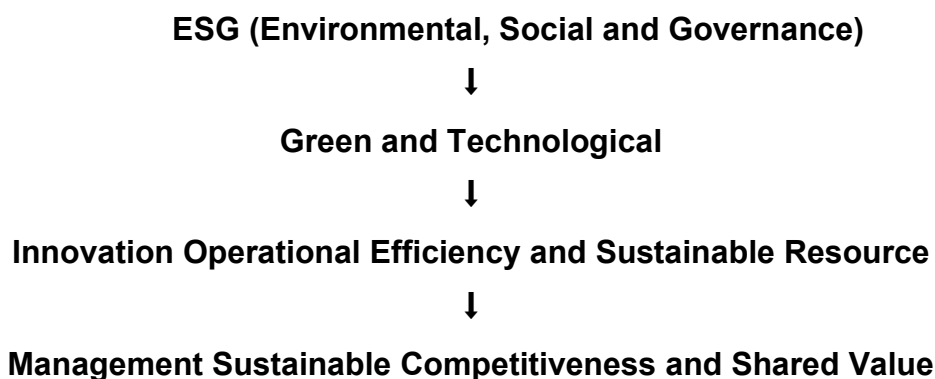 ESG (Environmental, Social and Governance)
Green and Technological
Innovation Operational Efficiency and Sustainable Resource
Management Sustainable Competitiveness and Shared Value